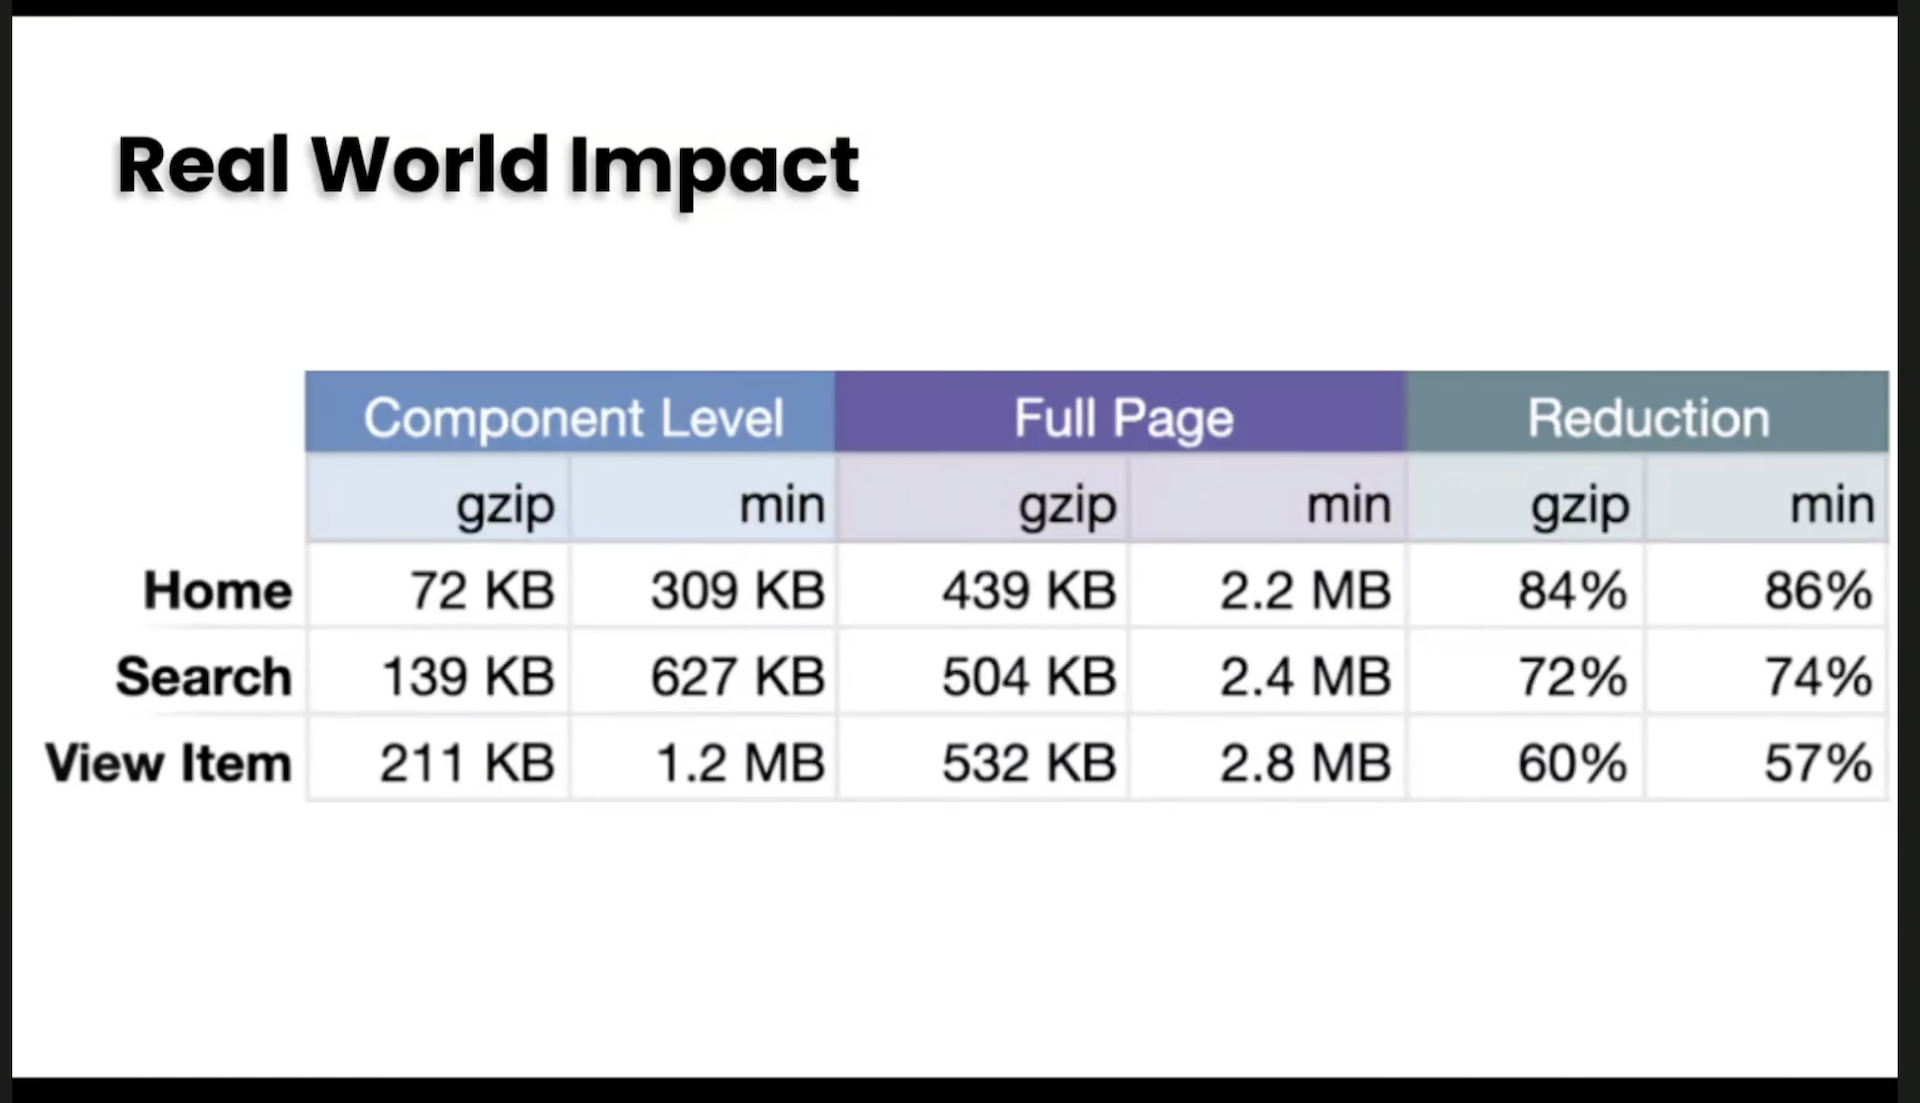 Real World Impact
Component Level Full Page Reduction
gzip min gzip min gzip min
Home 72 KB 309 KB 439 KB 2.2 MB 84% 86%
Search 139 KB 627 KB 504 KB 2.4 MB 72% 74%
View Item 211 KB 1.2 MB 532 KB 2.8 MB 60% 57%